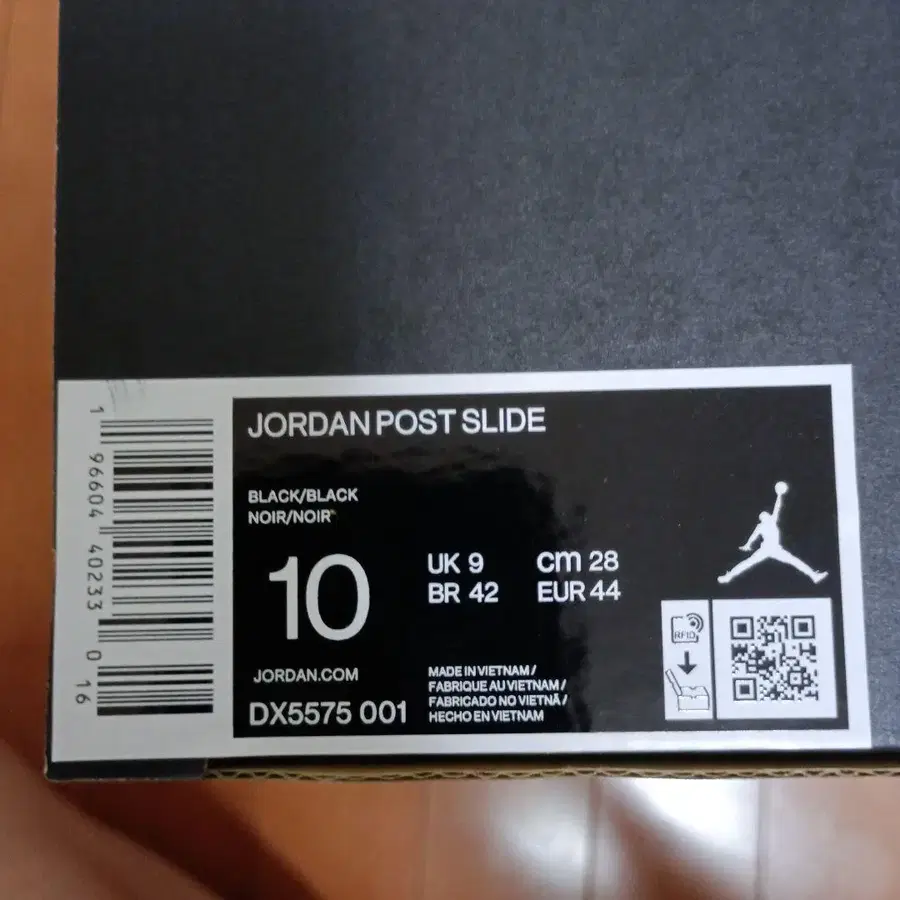 JORDAN POST SLIDE
BLACK/BLACK
NOIR/NOIR
10
UK 9 cm 28
BR 42 EUR 44
JORDAN.COM
DX5575 001
MADE IN VIETNAM /
FABRIQUE AU VIETNAM /
FABRICADO NO VIETNÃ /
HECHO EN VIETNAM
RFID
1 96604 40233 0 16